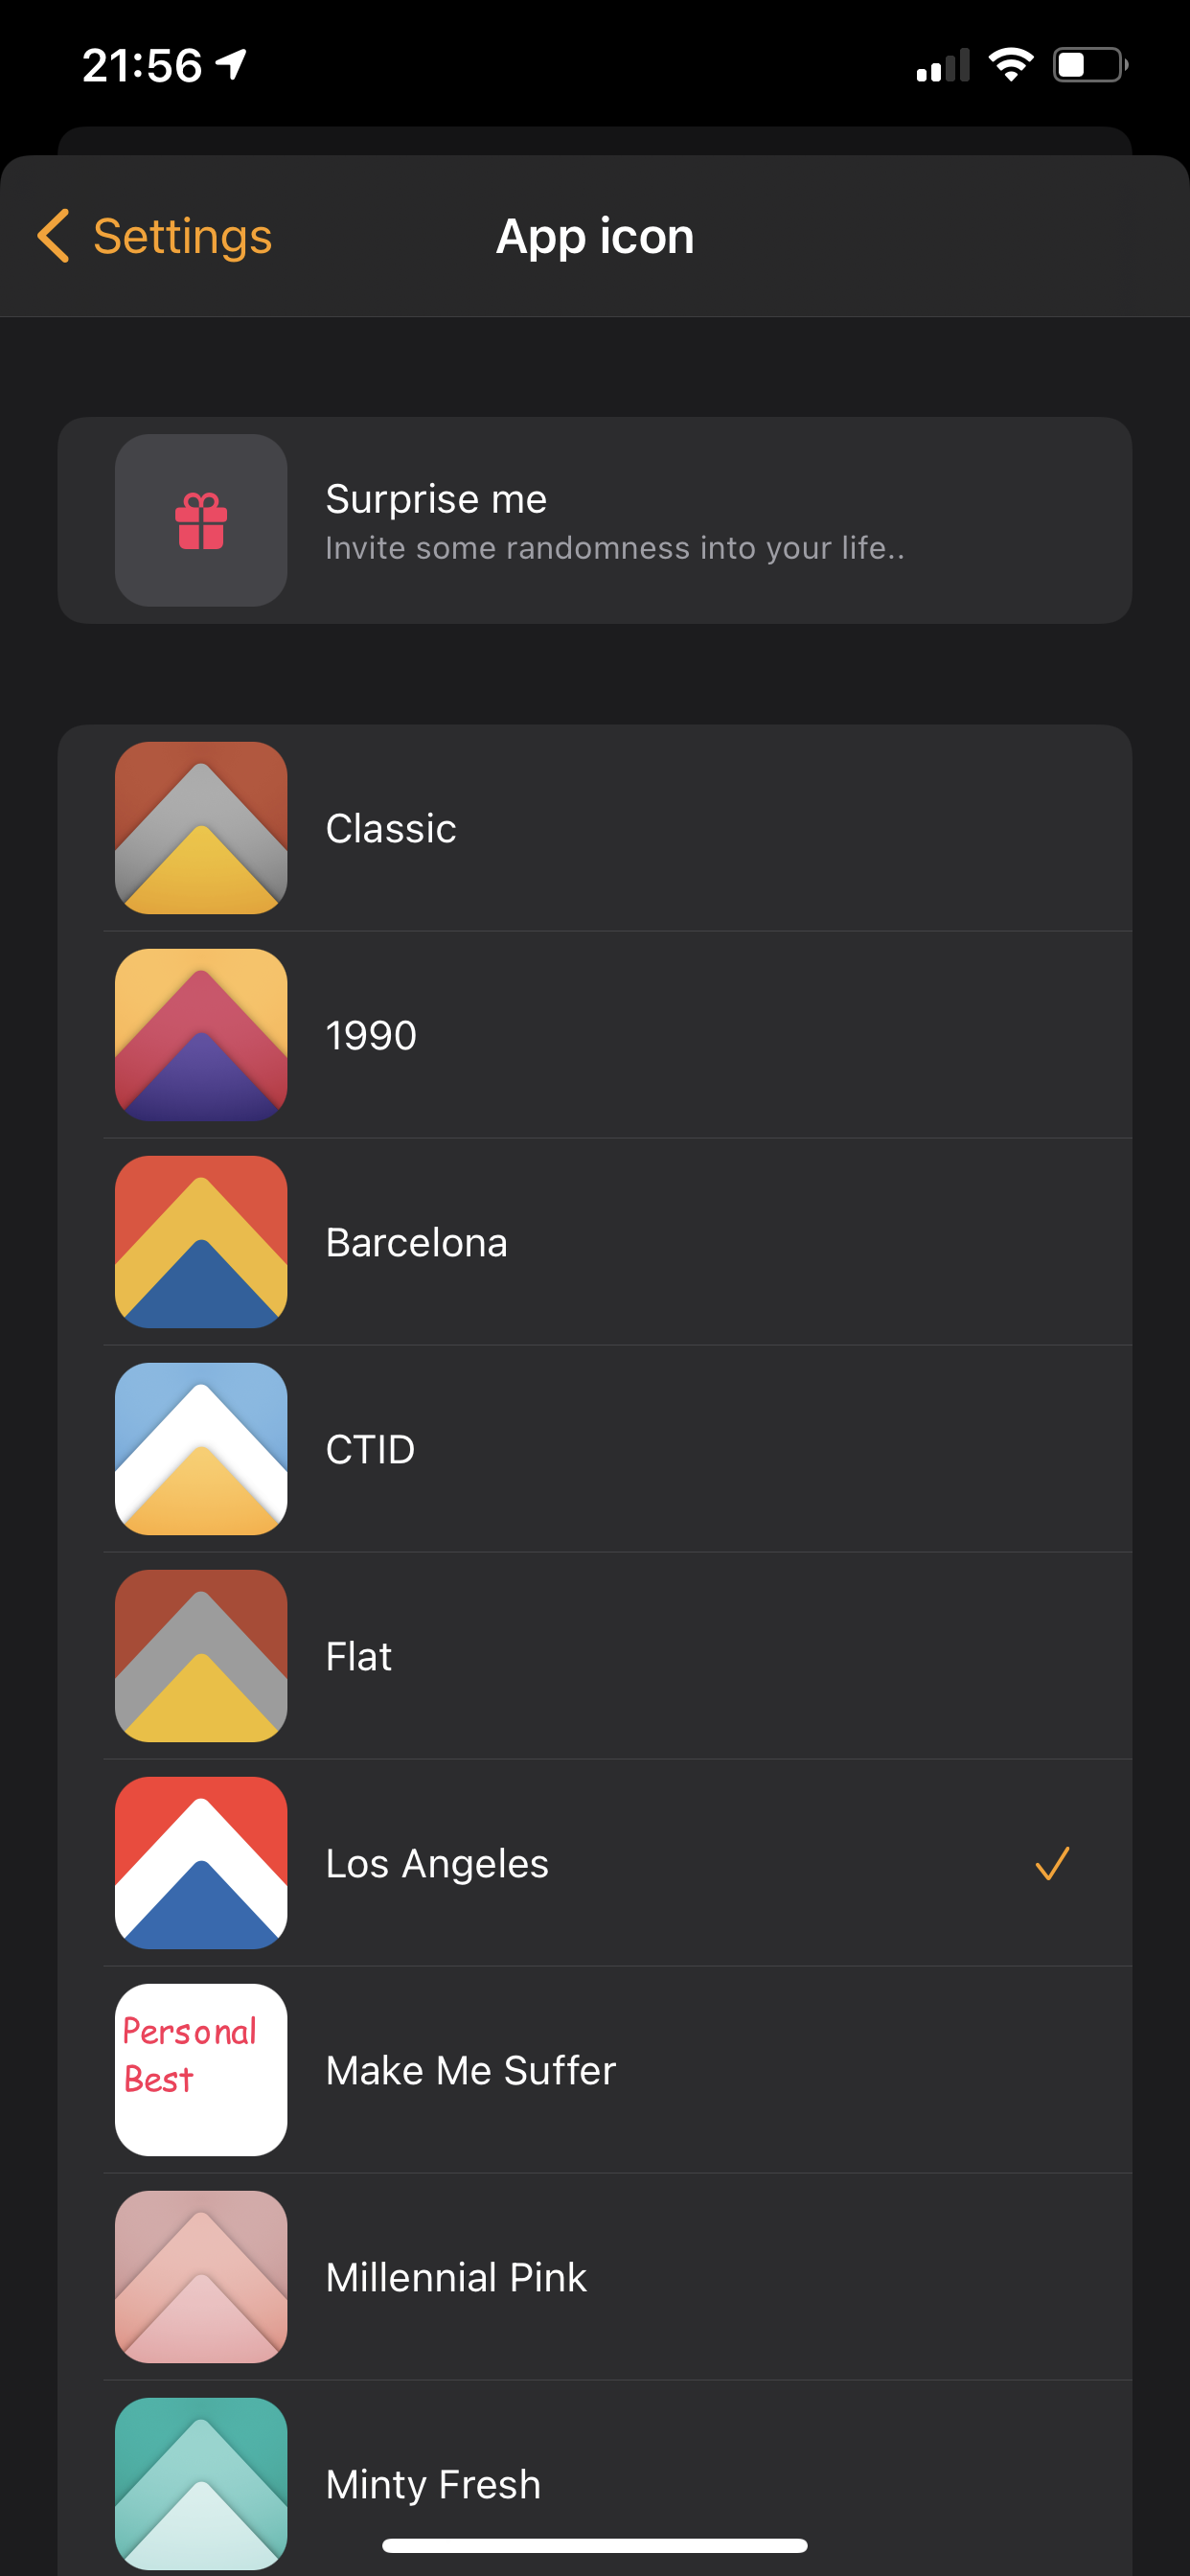 21:56
Settings
App icon
Surprise me
Invite some randomness into your life..
Classic
1990
Barcelona
CTID
Flat
Los Angeles
Personal
Best
Make Me Suffer
Millennial Pink
Minty Fresh